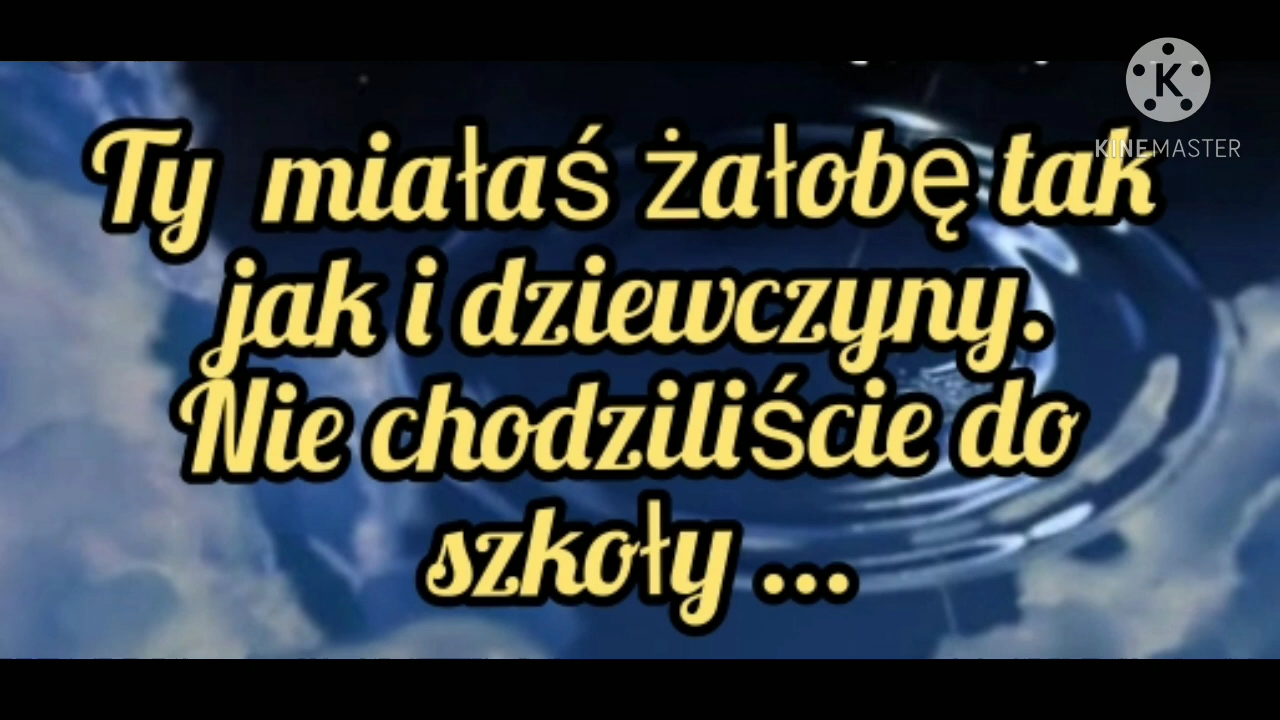 K
KINEMASTER
Ty miałaś żałobę tak
jak i dziewczyny.
Nie chodziliście do
szkoły ...